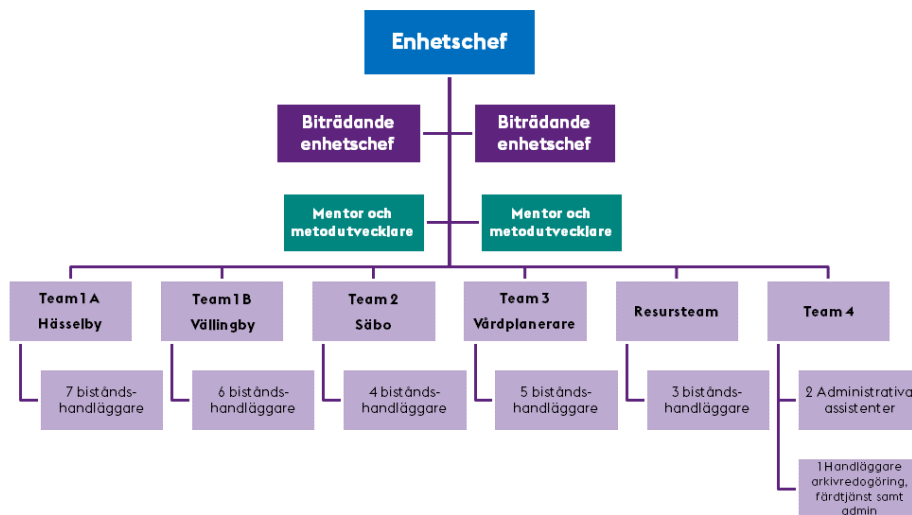 Enhetschef
Biträdande
enhetschef
Biträdande
enhetschef
Mentor och
metodutvecklare
Mentor och
metodutvecklare
Team 1 A
Hässelby
Team 1 B
Vällingby
Team 2
Säbo
Team 3
Vårdplanerare
Resursteam
Team 4
7 bistånds-
handläggare
6 bistånds-
handläggare
4 bistånds-
handläggare
5 bistånds-
handläggare
3 bistånds-
handläggare
2 Administrativa
assistenter
1 Handläggare
arkivredogöring,
färdtjänst samt
admin